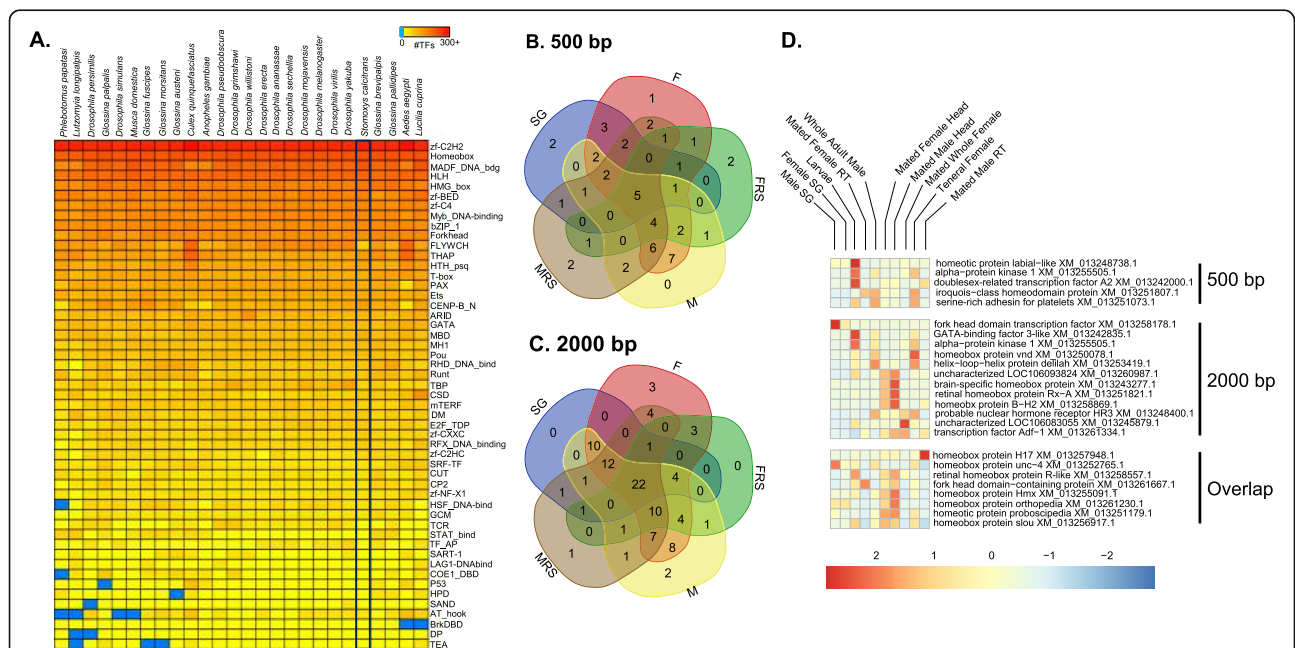 A.
0
#TFs
300+
Phlebotomus papatasi
Lutzomyia longipalpis
Drosophila persimilis
Glossina palpalis
Drosophila simulans
Musca domestica
Glossina fuscipes
Glossina morsitans
Glossina austeni
Culex quinquefasciatus
Anopheles gambiae
Drosophila pseudoobscura
Drosophila grimshawi
Drosophila willistoni
Drosophila erecta
Drosophila ananassae
Drosophila sechellia
Drosophila mojavensis
Drosophila melanogaster
Drosophila virilis
Drosophila yakuba
Stomoxys calcitrans
Glossina brevipalpis
Glossina pallidipes
Aedes aegypti
Lucilia cuprina
zf-C2H2
Homeobox
MADF_DNA_bdg
HLH
HMG_box
zf-BED
zf-C4
Myb_DNA-binding
bZIP_1
Forkhead
FLYWCH
THAP
HTH_psq
T-box
PAX
Ets
CENP-B_N
ARID
GATA
MBD
MH1
Pou
RHD_DNA_bind
Runt
TBP
CSD
mTERF
DM
E2F_TDP
zf-CXXC
RFX_DNA_binding
zf-C2HC
SRF-TF
CUT
CP2
zf-NF-X1
HSF_DNA-bind
GCM
TCR
STAT_bind
TF_AP
SART-1
LAG1-DNAbind
COE1_DBD
P53
HPD
SAND
AT_hook
BrkDBD
DP
TEA
B. 500 bp
F
SG
FRS
MRS
M
1
2
3
2
2
1
1
2
0
2
0
1
0
2
1
5
1
0
1
0
0
4
2
1
1
0
6
7
2
2
0
C. 2000 bp
F
SG
FRS
MRS
M
3
0
0
4
0
3
0
0
10
0
1
0
12
4
0
1
22
1
1
0
10
4
1
0
1
7
8
1
1
2
D.
Male SG
Female SG
Larvae
Mated Female RT
Whole Adult Male
Mated Female Head
Mated Male Head
Mated Whole Female
Teneral Female
Mated Male RT
homeotic protein labial-like XM_013248738.1
alpha-protein kinase 1 XM_013255505.1
doublesex-related transcription factor A2 XM_013242000.1
iroquois-class homeodomain protein XM_013251807.1
serine-rich adhesin for platelets XM_013251073.1
500 bp
fork head domain transcription factor XM_013258178.1
GATA-binding factor 3-like XM_013242835.1
alpha-protein kinase 1 XM_013255505.1
homeobox protein vnd XM_013250078.1
helix-loop-helix protein delilah XM_013253419.1
uncharacterized LOC106093824 XM_013260987.1
brain-specific homeobox protein XM_013243277.1
retinal homeobox protein Rx-A XM_013251821.1
homeobx protein B-H2 XM_013258869.1
probable nuclear hormone receptor HR3 XM_013248400.1
uncharacterized LOC106083055 XM_013245879.1
transcription factor Adf-1 XM_013261334.1
2000 bp
homeobox protein H17 XM_013257948.1
homeobox protein unc-4 XM_013252765.1
retinal homeobox protein R-like XM_013258557.1
fork head domain-containing protein XM_013261667.1
homeobox protein Hmx XM_013255091.1
homeobox protein orthopedia XM_013261230.1
homeotic proboscipedia XM_013251179.1
homeobox protein slou XM_013256917.1
Overlap
2 1 0 −1 −2